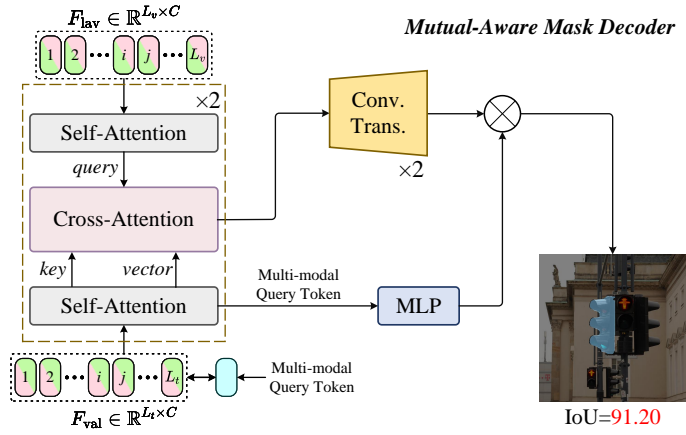 F_lav ∈ ℝ^{L_v×C}
Mutual-Aware Mask Decoder
1 2 ··· i j ··· L_v
×2
Self-Attention
query
Conv.
Trans.
×2
Cross-Attention
key
vector
Self-Attention
Multi-modal
Query Token
MLP
1 2 ··· i j ··· L_t
Multi-modal
Query Token
F_val ∈ ℝ^{L_t×C}
IoU=91.20